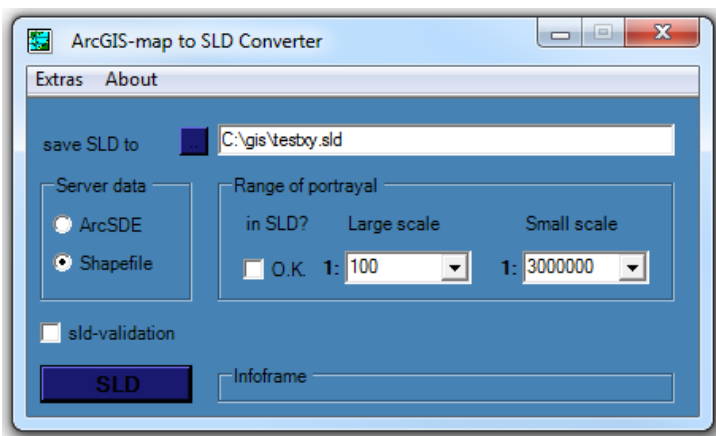 ArcGIS-map to SLD Converter
Extras About
save SLD to .. C:\gis\testxy.sld
Server data
ArcSDE
Shapefile
Range of portrayal
in SLD? Large scale Small scale
O.K. 1: 100 1: 3000000
sld-validation
SLD
Infoframe